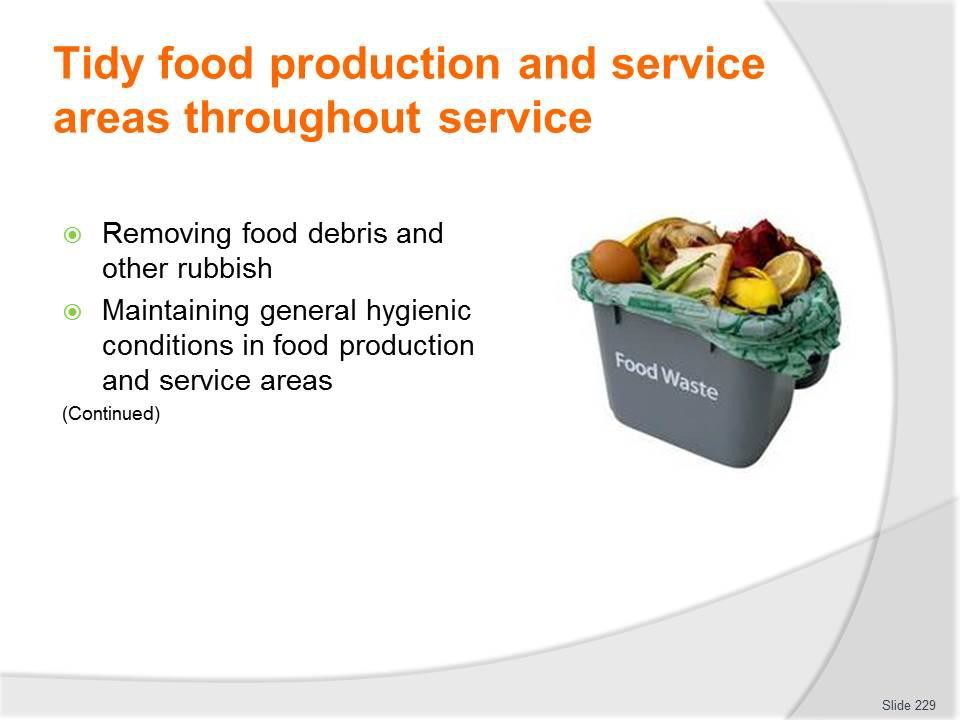 Tidy food production and service
areas throughout service
Removing food debris and
other rubbish
Maintaining general hygienic
conditions in food production
and service areas
(Continued)
Food Waste
Slide 229